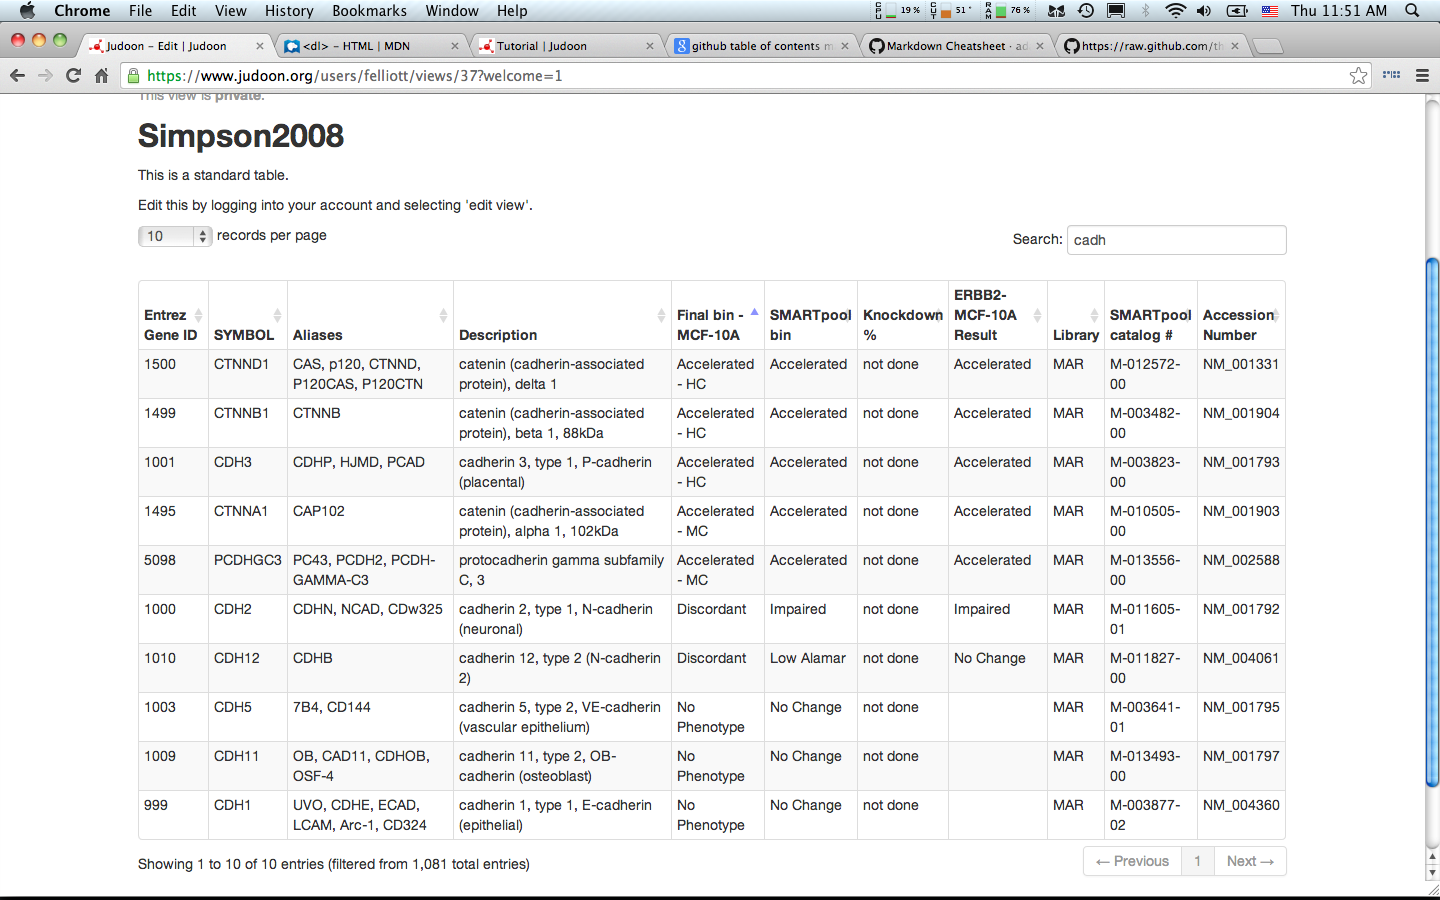 Chrome File Edit View History Bookmarks Window Help 19 % 51° 76 % Thu 11:51 AM
Judoon - Edit | Judoon <dl> - HTML | MDN Tutorial | Judoon github table of contents m Markdown Cheatsheet · ad https://raw.github.com/th
https://www.judoon.org/users/felliott/views/37?welcome=1
This view is private.
Simpson2008
This is a standard table.
Edit this by logging into your account and selecting 'edit view'.
10 records per page Search: cadh
Entrez Gene ID SYMBOL Aliases Description Final bin - MCF-10A SMARTpool bin Knockdown % ERBB2-MCF-10A Result Library SMARTpool catalog # Accession Number
1500 CTNND1 CAS, p120, CTNND, P120CAS, P120CTN catenin (cadherin-associated protein), delta 1 Accelerated - HC Accelerated not done Accelerated MAR M-012572-00 NM_001331
1499 CTNNB1 CTNNB catenin (cadherin-associated protein), beta 1, 88kDa Accelerated - HC Accelerated not done Accelerated MAR M-003482-00 NM_001904
1001 CDH3 CDHP, HJMD, PCAD cadherin 3, type 1, P-cadherin (placental) Accelerated - HC Accelerated not done Accelerated MAR M-003823-00 NM_001793
1495 CTNNA1 CAP102 catenin (cadherin-associated protein), alpha 1, 102kDa Accelerated - MC Accelerated not done Accelerated MAR M-010505-00 NM_001903
5098 PCDHGC3 PC43, PCDH2, PCDH-GAMMA-C3 protocadherin gamma subfamily C, 3 Accelerated - MC Accelerated not done Accelerated MAR M-013556-00 NM_002588
1000 CDH2 CDHN, NCAD, CDw325 cadherin 2, type 1, N-cadherin (neuronal) Discordant Impaired not done Impaired MAR M-011605-01 NM_001792
1010 CDH12 CDHB cadherin 12, type 2 (N-cadherin 2) Discordant Low Alamar not done No Change MAR M-011827-00 NM_004061
1003 CDH5 7B4, CD144 cadherin 5, type 2, VE-cadherin (vascular epithelium) No Phenotype No Change not done MAR M-003641-01 NM_001795
1009 CDH11 OB, CAD11, CDHOB, OSF-4 cadherin 11, type 2, OB-cadherin (osteoblast) No Phenotype No Change not done MAR M-013493-00 NM_001797
999 CDH1 UVO, CDHE, ECAD, LCAM, Arc-1, CD324 cadherin 1, type 1, E-cadherin (epithelial) No Phenotype No Change not done MAR M-003877-02 NM_004360
Showing 1 to 10 of 10 entries (filtered from 1,081 total entries) ← Previous 1 Next →